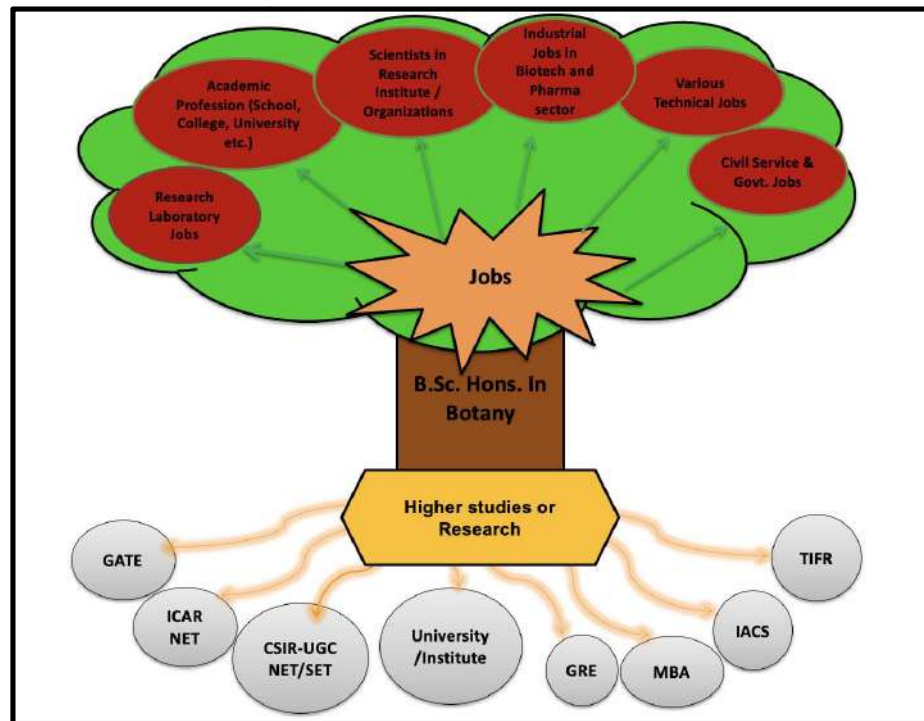 Industrial
Jobs in
Biotech and
Pharma
sector
Scientists in
Research
Institute /
Organizations
Various
Technical Jobs
Academic
Profession (School,
College, University
etc.)
Civil Service &
Govt. Jobs
Research
Laboratory
Jobs
Jobs
B.Sc. Hons. In
Botany
Higher studies or
Research
GATE
ICAR
NET
CSIR-UGC
NET/SET
University
/Institute
GRE
MBA
IACS
TIFR